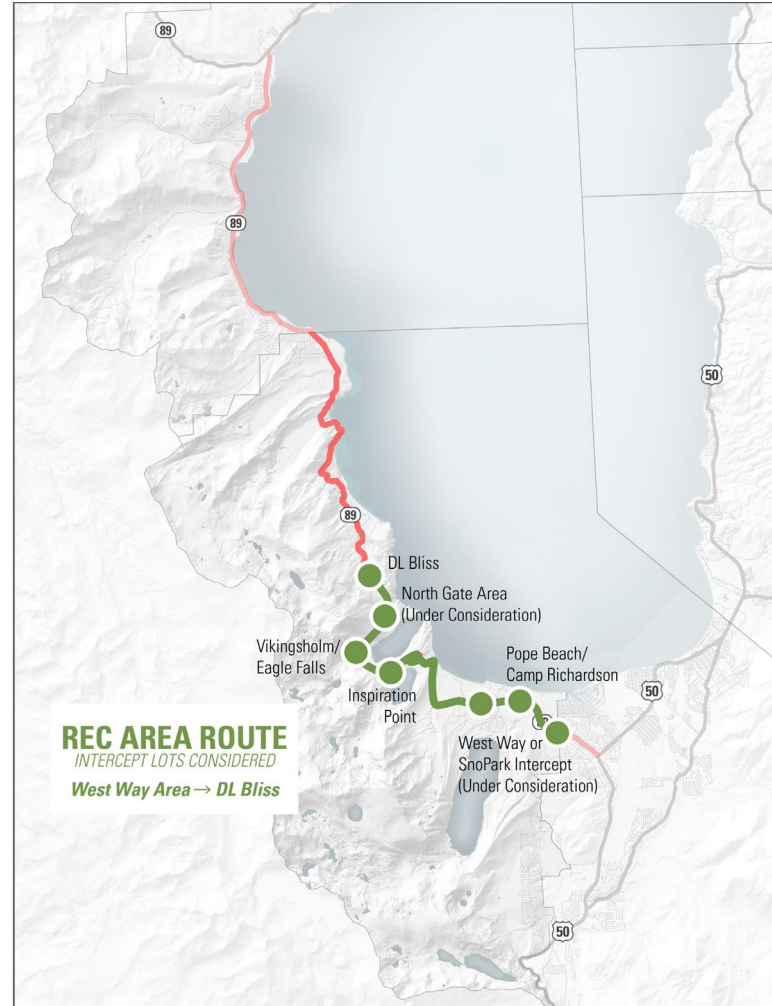 89
89
50
89
DL Bliss
North Gate Area
(Under Consideration)
Vikingsholm/
Eagle Falls
Inspiration
Point
Pope Beach/
Camp Richardson
50
West Way or
SnoPark Intercept
(Under Consideration)
REC AREA ROUTE
INTERCEPT LOTS CONSIDERED
West Way Area → DL Bliss
50